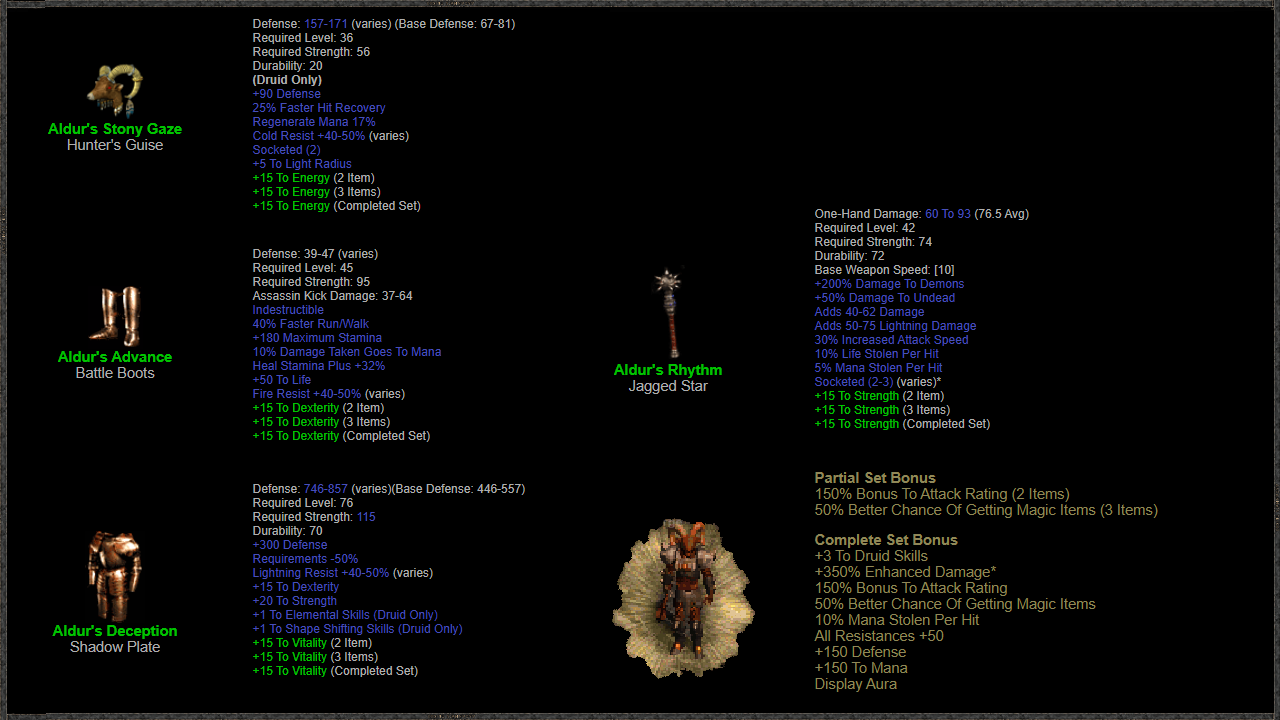 Aldur's Stony Gaze
Hunter's Guise
Defense: 157-171 (varies) (Base Defense: 67-81)
Required Level: 36
Required Strength: 56
Durability: 20
(Druid Only)
+90 Defense
25% Faster Hit Recovery
Regenerate Mana 17%
Cold Resist +40-50% (varies)
Socketed (2)
+5 To Light Radius
+15 To Energy (2 Item)
+15 To Energy (3 Items)
+15 To Energy (Completed Set)
Aldur's Advance
Battle Boots
Defense: 39-47 (varies)
Required Level: 45
Required Strength: 95
Assassin Kick Damage: 37-64
Indestructible
40% Faster Run/Walk
+180 Maximum Stamina
10% Damage Taken Goes To Mana
Heal Stamina Plus +32%
+50 To Life
Fire Resist +40-50% (varies)
+15 To Dexterity (2 Item)
+15 To Dexterity (3 Items)
+15 To Dexterity (Completed Set)
Aldur's Deception
Shadow Plate
Defense: 746-857 (varies)(Base Defense: 446-557)
Required Level: 76
Required Strength: 115
Durability: 70
+300 Defense
Requirements -50%
Lightning Resist +40-50% (varies)
+15 To Dexterity
+20 To Strength
+1 To Elemental Skills (Druid Only)
+1 To Shape Shifting Skills (Druid Only)
+15 To Vitality (2 Item)
+15 To Vitality (3 Items)
+15 To Vitality (Completed Set)
Aldur's Rhythm
Jagged Star
One-Hand Damage: 60 To 93 (76.5 Avg)
Required Level: 42
Required Strength: 74
Durability: 72
Base Weapon Speed: [10]
+200% Damage To Demons
+50% Damage To Undead
Adds 40-62 Damage
Adds 50-75 Lightning Damage
30% Increased Attack Speed
10% Life Stolen Per Hit
5% Mana Stolen Per Hit
Socketed (2-3) (varies)*
+15 To Strength (2 Item)
+15 To Strength (3 Items)
+15 To Strength (Completed Set)
Partial Set Bonus
150% Bonus To Attack Rating (2 Items)
50% Better Chance Of Getting Magic Items (3 Items)
Complete Set Bonus
+3 To Druid Skills
+350% Enhanced Damage*
150% Bonus To Attack Rating
50% Better Chance Of Getting Magic Items
10% Mana Stolen Per Hit
All Resistances +50
+150 Defense
+150 To Mana
Display Aura